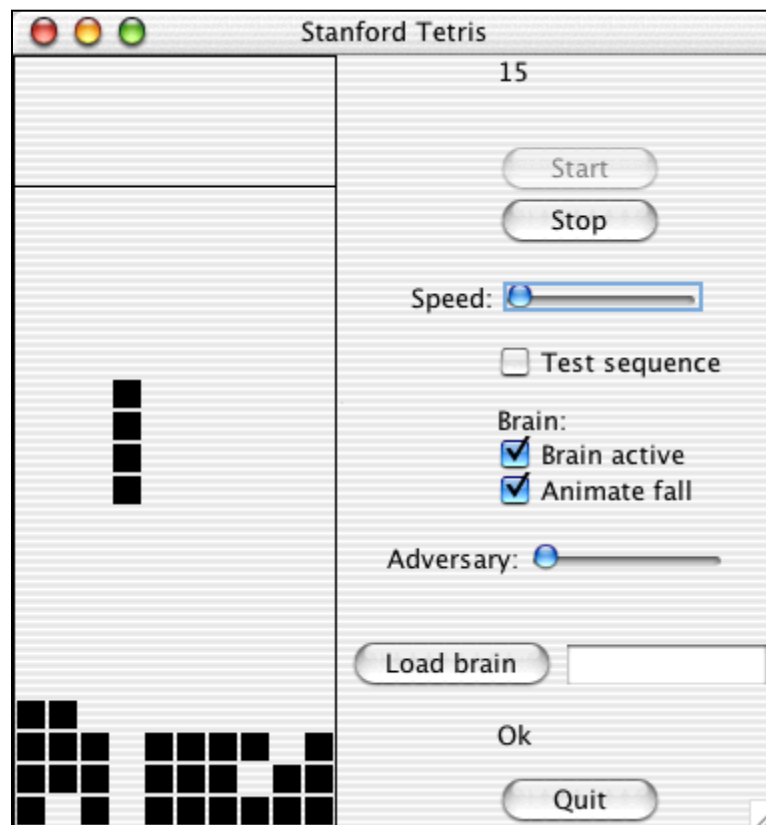 Stanford Tetris
15
Start
Stop
Speed:
Test sequence
Brain:
Brain active
Animate fall
Adversary:
Load brain
Ok
Quit